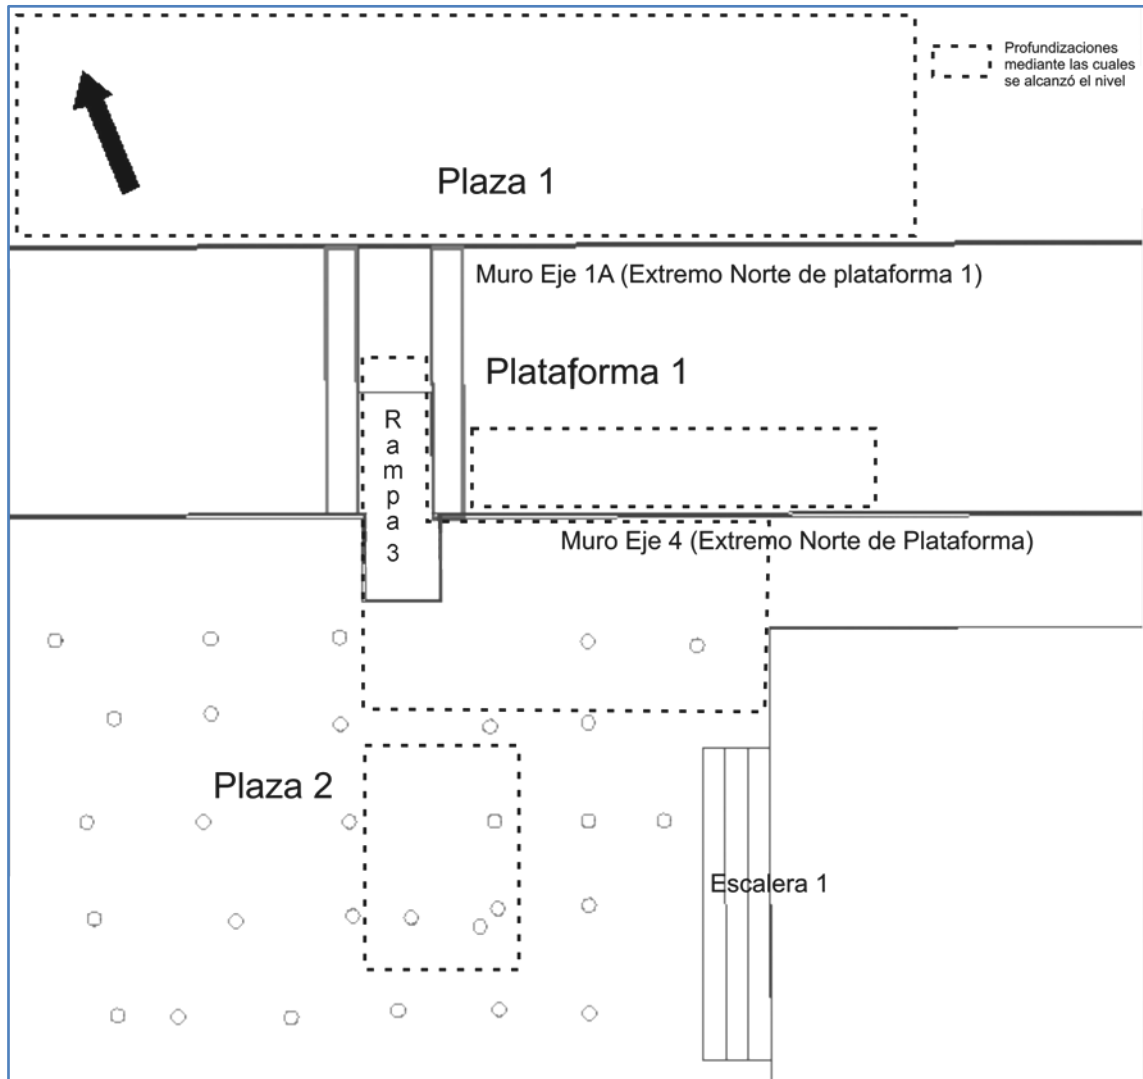 Profundizaciones
mediante las cuales
se alcanzó el nivel
Plaza 1
Muro Eje 1A (Extremo Norte de plataforma 1)
Plataforma 1
Rampa 3
Muro Eje 4 (Extremo Norte de Plataforma)
Plaza 2
Escalera 1